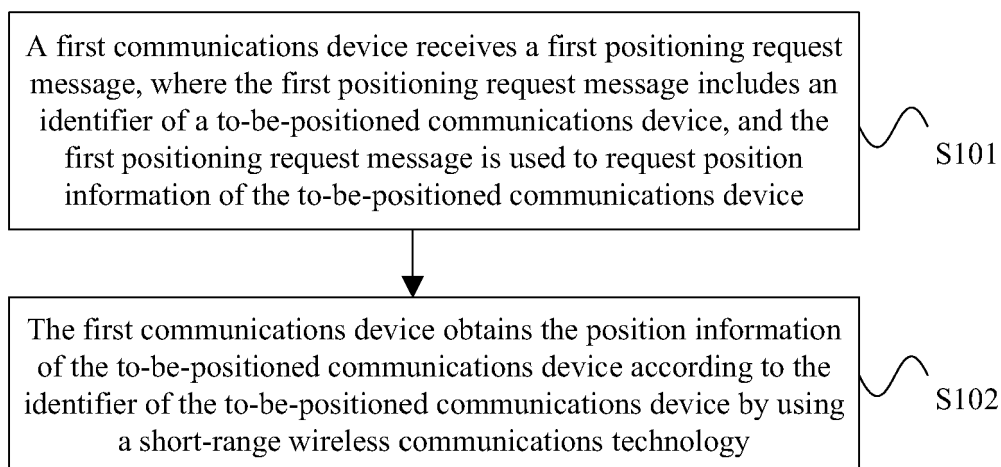 A first communications device receives a first positioning request
message, where the first positioning request message includes an
identifier of a to-be-positioned communications device, and the
first positioning request message is used to request position
information of the to-be-positioned communications device
S101
The first communications device obtains the position information
of the to-be-positioned communications device according to the
identifier of the to-be-positioned communications device by using
a short-range wireless communications technology
S102